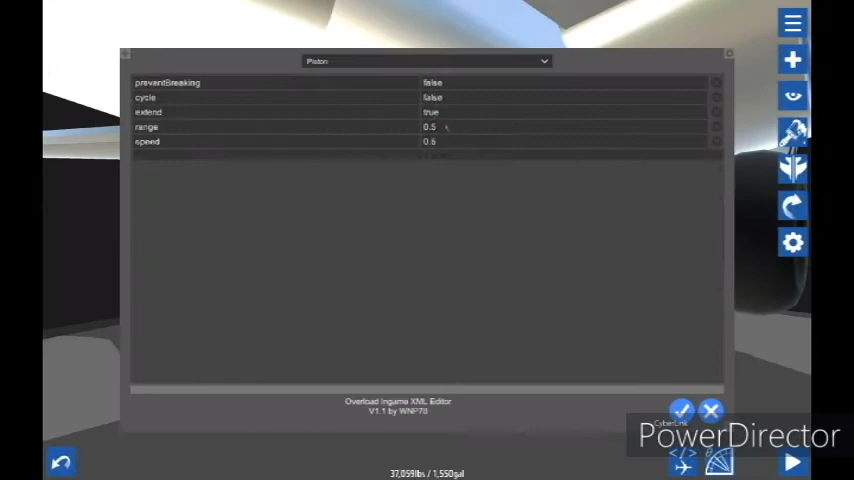 Piston
preventBreaking false
cycle false
extend true
range 0.5
speed 0.5
Overload Ingame XML Editor
V1.1 by WNP78
CyberLink
PowerDirector
</>
37,059lbs / 1,550gal